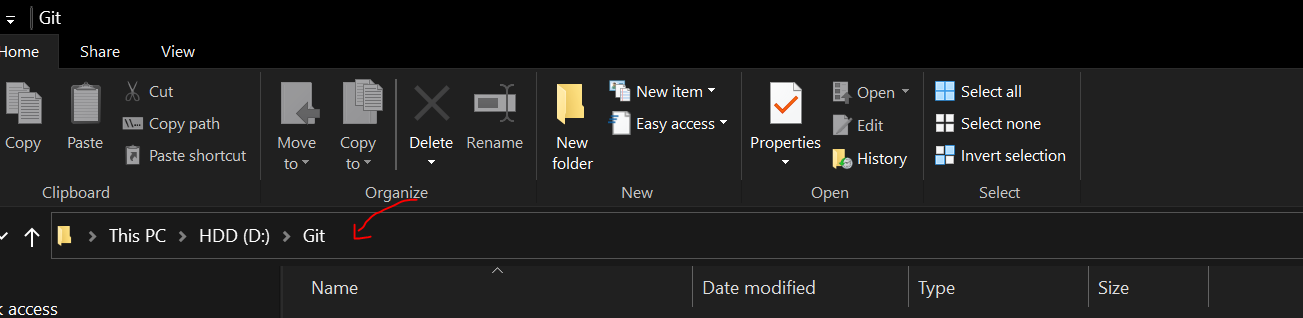 Git
Home Share View
Copy
Paste
Cut
Copy path
Paste shortcut
Clipboard
Move to
Copy to
Delete
Rename
Organize
New folder
New item
Easy access
New
Properties
Open
Edit
History
Open
Select all
Select none
Invert selection
Select
This PC HDD (D:) Git
Name Date modified Type Size
k access